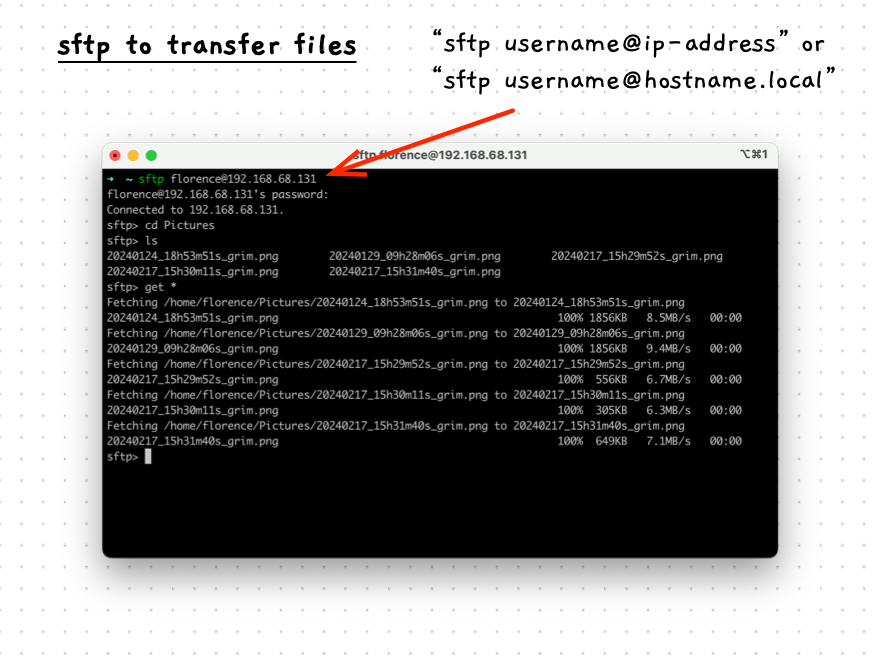 sftp to transfer files
“sftp username@ip-address” or
“sftp username@hostname.local”
sftp florence@192.168.68.131
⌥⌘1
➜  ~ sftp florence@192.168.68.131
florence@192.168.68.131's password:
Connected to 192.168.68.131.
sftp> cd Pictures
sftp> ls
20240124_18h53m51s_grim.png 20240129_09h28m06s_grim.png 20240217_15h29m52s_grim.png
20240217_15h30m11s_grim.png 20240217_15h31m40s_grim.png
sftp> get *
Fetching /home/florence/Pictures/20240124_18h53m51s_grim.png to 20240124_18h53m51s_grim.png
20240124_18h53m51s_grim.png 100% 1856KB 8.5MB/s 00:00
Fetching /home/florence/Pictures/20240129_09h28m06s_grim.png to 20240129_09h28m06s_grim.png
20240129_09h28m06s_grim.png 100% 1856KB 9.4MB/s 00:00
Fetching /home/florence/Pictures/20240217_15h29m52s_grim.png to 20240217_15h29m52s_grim.png
20240217_15h29m52s_grim.png 100% 556KB 6.7MB/s 00:00
Fetching /home/florence/Pictures/20240217_15h30m11s_grim.png to 20240217_15h30m11s_grim.png
20240217_15h30m11s_grim.png 100% 305KB 6.3MB/s 00:00
Fetching /home/florence/Pictures/20240217_15h31m40s_grim.png to 20240217_15h31m40s_grim.png
20240217_15h31m40s_grim.png 100% 649KB 7.1MB/s 00:00
sftp>